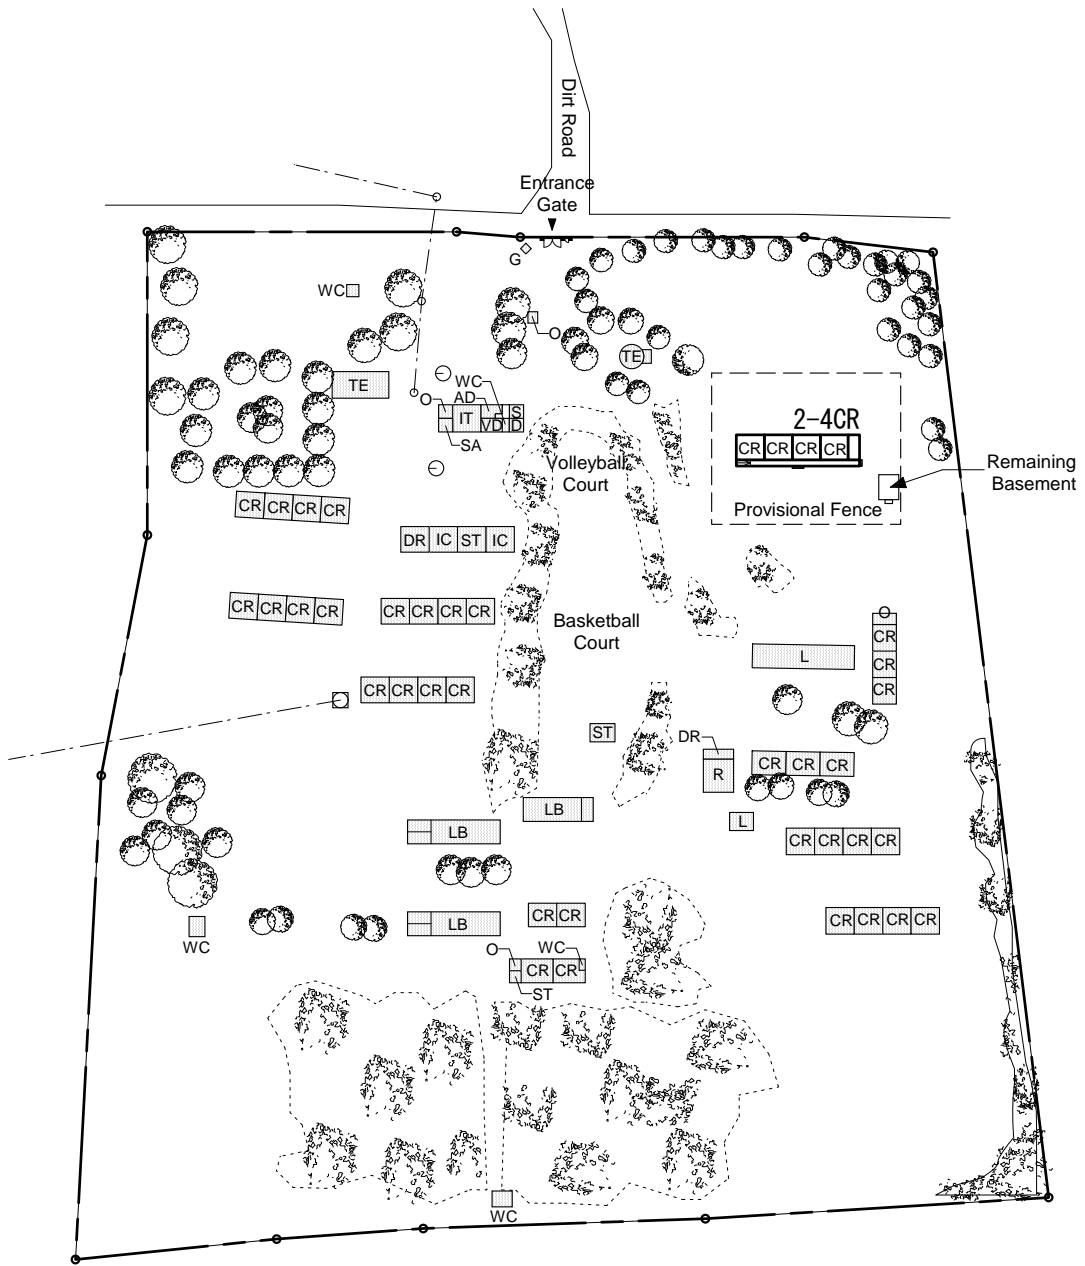 Dirt Road
Entrance
Gate
G
WC
O
TE
TE
WC
AD
O
IT
S
VD
D
SA
2-4CR
CR CR CR CR
Volleyball
Court
Remaining
Basement
Provisional Fence
CR CR CR CR
DR IC ST IC
CR CR CR CR
CR CR CR CR
Basketball
Court
O
CR
CR
CR
L
CR CR CR CR
ST
DR
R
CR CR CR
LB
L
LB
CR CR CR CR
LB
CR CR
CR CR CR CR
WC
O
WC
CR CR
ST
WC